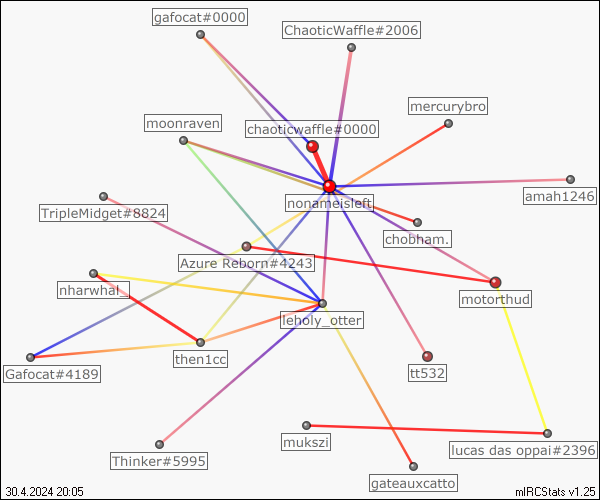 gafocat#0000
ChaoticWaffle#2006
mercurybro
moonraven
chaoticwaffle#0000
nonameisleft
amah1246
TripleMidget#8824
chobham.
Azure Reborn#4243
nharwhal_
motorthud
leholy_otter
then1cc
Gafocat#4189
tt532
mukszi
lucas das oppai#2396
Thinker#5995
gateauxcatto
30.4.2024 20:05
mIRCStats v1.25